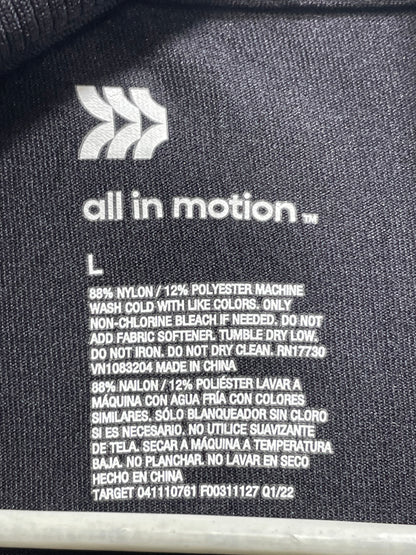 all in motion™
L
88% NYLON / 12% POLYESTER MACHINE
WASH COLD WITH LIKE COLORS. ONLY
NON-CHLORINE BLEACH IF NEEDED. DO NOT
ADD FABRIC SOFTENER. TUMBLE DRY LOW.
DO NOT IRON. DO NOT DRY CLEAN. RN17730
VN1083204 MADE IN CHINA
88% NAILON / 12% POLIÉSTER LAVAR A
MÁQUINA CON AGUA FRÍA CON COLORES
SIMILARES. SÓLO BLANQUEADOR SIN CLORO
SI ES NECESARIO. NO UTILICE SUAVIZANTE
DE TELA. SECAR A MÁQUINA A TEMPERATURA
BAJA. NO PLANCHAR. NO LAVAR EN SECO
HECHO EN CHINA
TARGET 041110761 F00311127 Q1/22